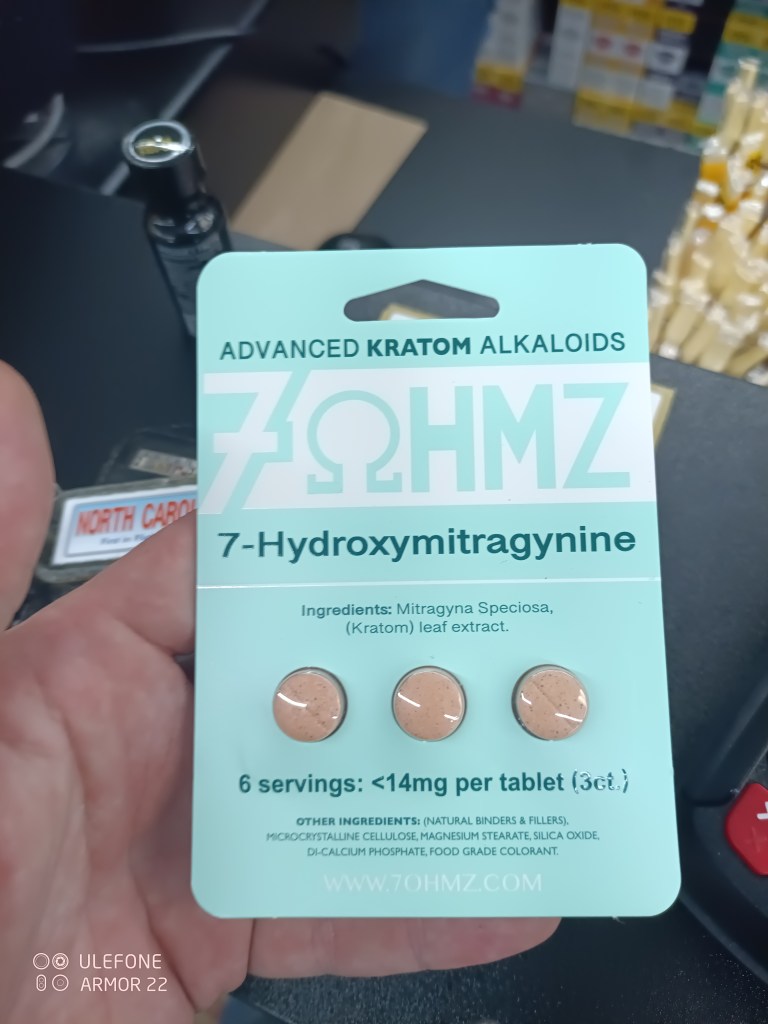 ADVANCED KRATOM ALKALOIDS
7ΩHMZ
7-Hydroxymitragynine
Ingredients: Mitragyna Speciosa,
(Kratom) leaf extract.
6 servings: <14mg per tablet (3ct.)
OTHER INGREDIENTS: (NATURAL BINDERS & FILLERS),
MICROCRYSTALLINE CELLULOSE, MAGNESIUM STEARATE, SILICA OXIDE,
DI-CALCIUM PHOSPHATE, FOOD GRADE COLORANT.
WWW.7OHMZ.COM
NORTH CARO
ULEFONE
ARMOR 22